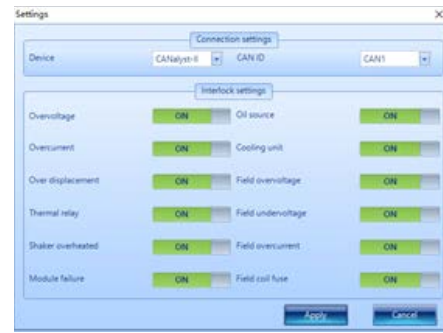 Settings
Connection settings
Device CANalyst-II CAN ID CAN1
Interlock settings
Overvoltage ON Oil source ON
Overcurrent ON Cooling unit ON
Over displacement ON Field overvoltage ON
Thermal relay ON Field undervoltage ON
Shaker overheated ON Field overcurrent ON
Module failure ON Field coil fuse ON
Apply Cancel